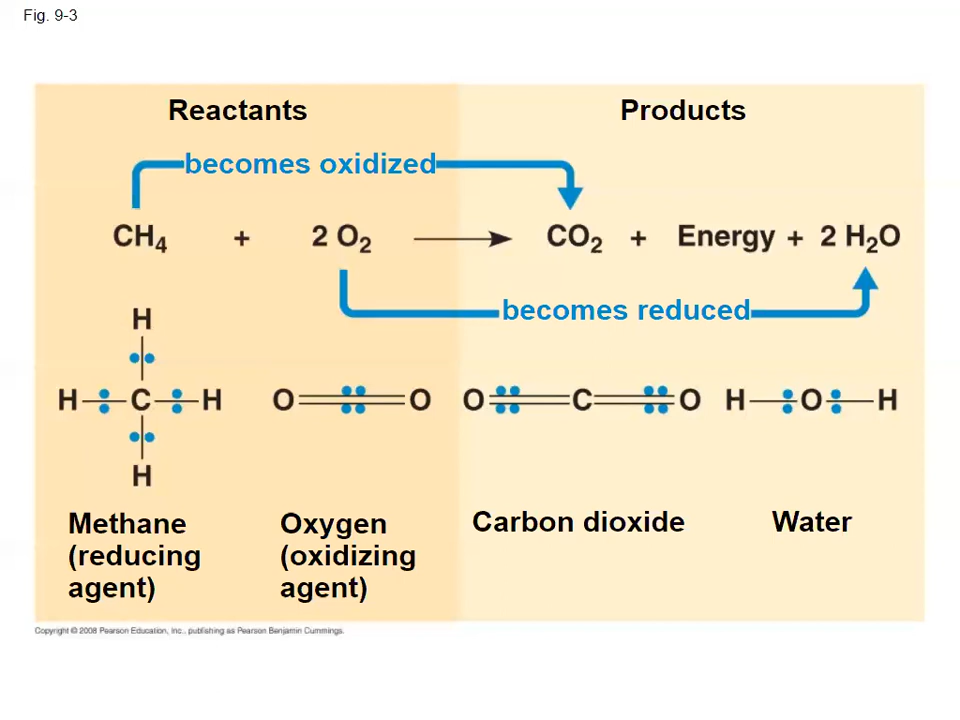 Fig. 9-3
Reactants Products
becomes oxidized
CH₄ + 2 O₂ → CO₂ + Energy + 2 H₂O
becomes reduced
H
H C H O O O C O H O H
H
Methane (reducing agent)
Oxygen (oxidizing agent)
Carbon dioxide
Water
Copyright © 2008 Pearson Education, Inc., publishing as Pearson Benjamin Cummings.